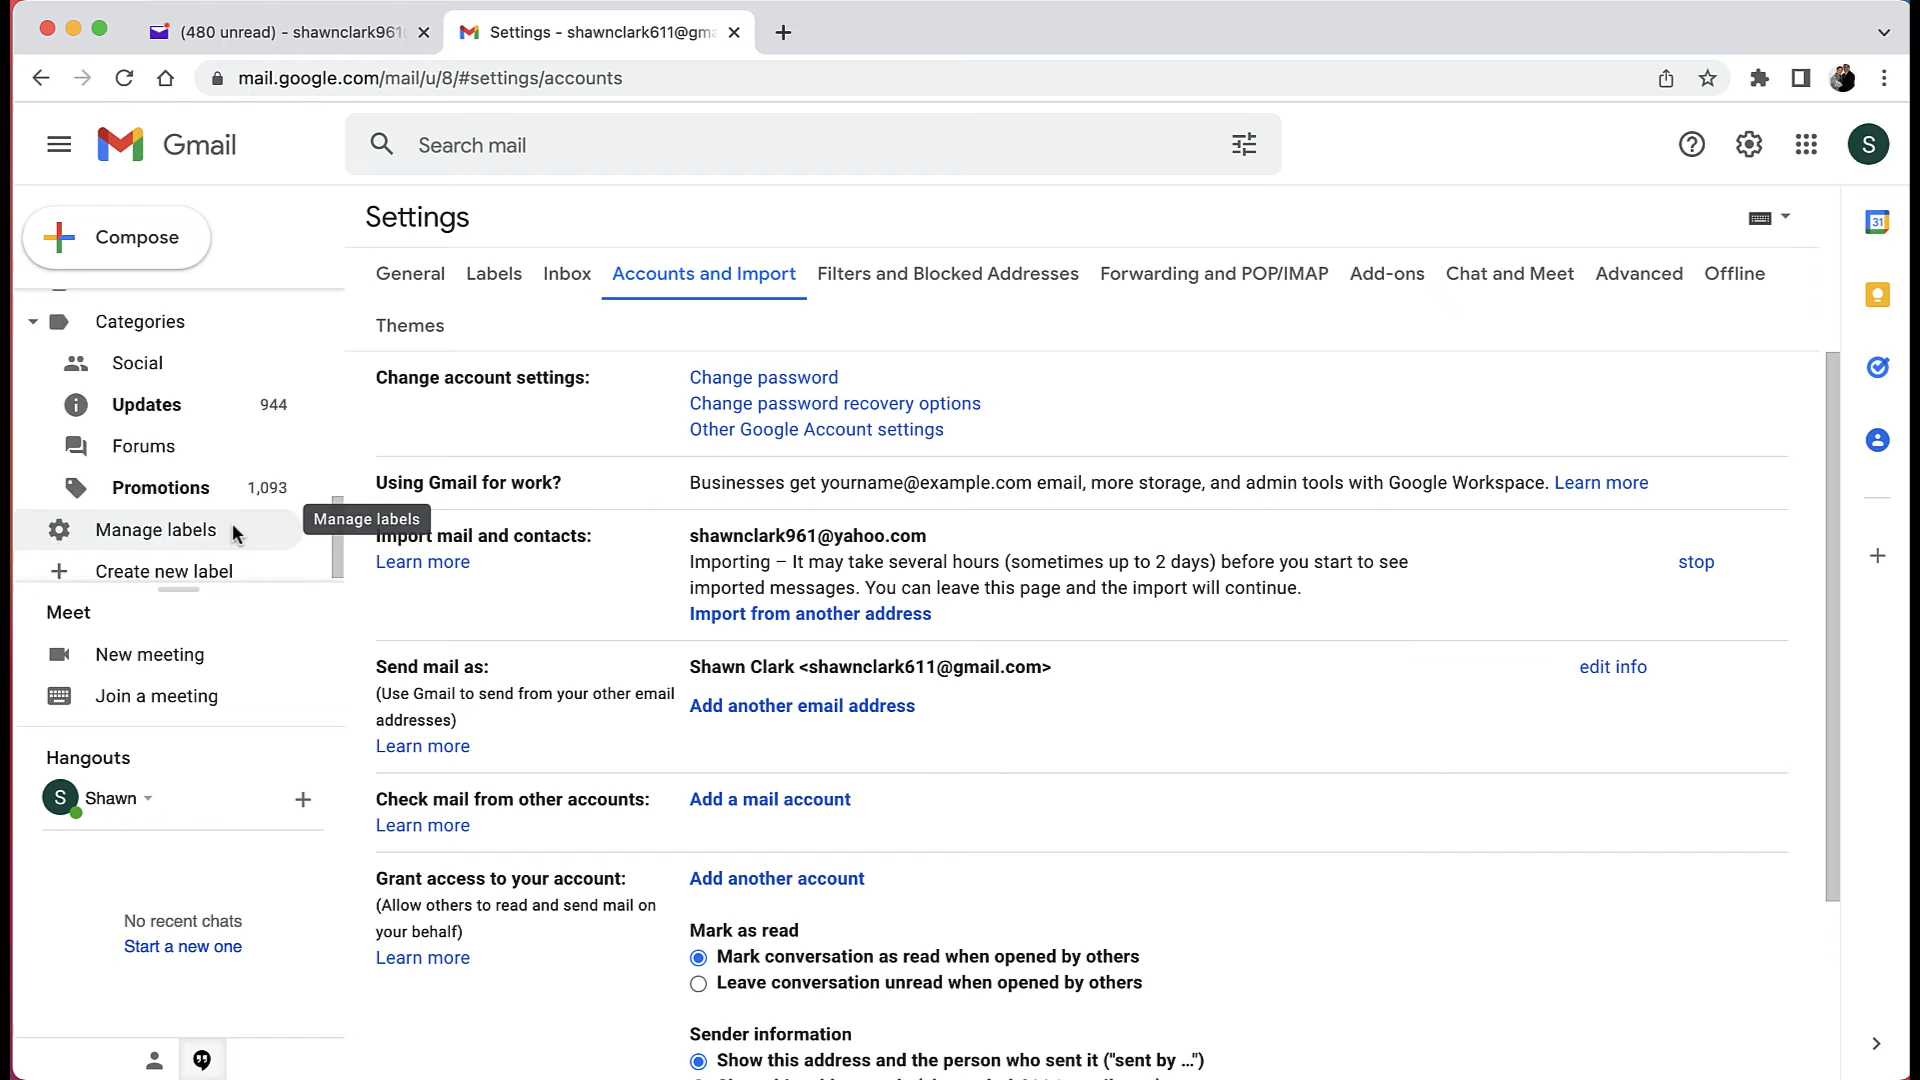 (480 unread) - shawnclark961
Settings - shawnclark611@gma
mail.google.com/mail/u/8/#settings/accounts
Gmail
Search mail
S
Compose
Categories
Social
Updates 944
Forums
Promotions 1,093
Manage labels
Manage labels
Create new label
Meet
New meeting
Join a meeting
Hangouts
S
Shawn
No recent chats
Start a new one
Settings
General Labels Inbox Accounts and Import Filters and Blocked Addresses Forwarding and POP/IMAP Add-ons Chat and Meet Advanced Offline
Themes
Change account settings: Change password
Change password recovery options
Other Google Account settings
Using Gmail for work? Businesses get yourname@example.com email, more storage, and admin tools with Google Workspace. Learn more
Import mail and contacts: shawnclark961@yahoo.com
Learn more Importing – It may take several hours (sometimes up to 2 days) before you start to see stop
imported messages. You can leave this page and the import will continue.
Import from another address
Send mail as: Shawn Clark <shawnclark611@gmail.com> edit info
(Use Gmail to send from your other email
addresses) Add another email address
Learn more
Check mail from other accounts: Add a mail account
Learn more
Grant access to your account: Add another account
(Allow others to read and send mail on
your behalf)
Learn more
Mark as read
Mark conversation as read when opened by others
Leave conversation unread when opened by others
Sender information
Show this address and the person who sent it ("sent by ...")
31